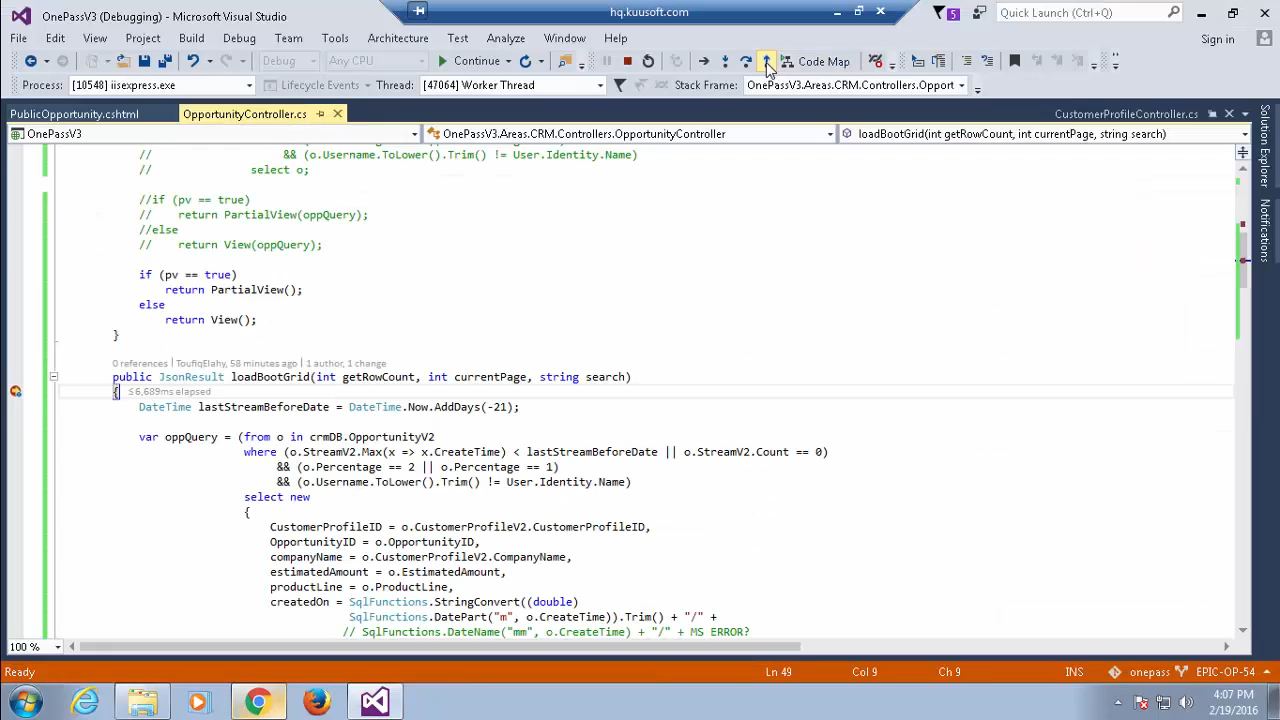 OnePassV3 (Debugging) - Microsoft Visual Studio
hq.kuusoft.com
5
Quick Launch (Ctrl+Q)
File Edit View Project Build Debug Team Tools Architecture Test Analyze Window Help
Sign in
Debug Any CPU Continue Code Map
Process: [10548] iisexpress.exe Lifecycle Events Thread: [47064] Worker Thread Stack Frame: OnePassV3.Areas.CRM.Controllers.Opport
PublicOpportunity.cshtml OpportunityController.cs CustomerProfileController.cs
OnePassV3 OnePassV3.Areas.CRM.Controllers.OpportunityController loadBootGrid(int getRowCount, int currentPage, string search)
// && (o.Username.ToLower().Trim() != User.Identity.Name)
// select o;
//if (pv == true)
// return PartialView(oppQuery);
//else
// return View(oppQuery);
if (pv == true)
return PartialView();
else
return View();
}
0 references | ToufiqElahy, 58 minutes ago | 1 author, 1 change
public JsonResult loadBootGrid(int getRowCount, int currentPage, string search)
{ ≤6,689ms elapsed
DateTime lastStreamBeforeDate = DateTime.Now.AddDays(-21);
var oppQuery = (from o in crmDB.OpportunityV2
where (o.StreamV2.Max(x => x.CreateTime) < lastStreamBeforeDate || o.StreamV2.Count == 0)
&& (o.Percentage == 2 || o.Percentage == 1)
&& (o.Username.ToLower().Trim() != User.Identity.Name)
select new
{
CustomerProfileID = o.CustomerProfileV2.CustomerProfileID,
OpportunityID = o.OpportunityID,
companyName = o.CustomerProfileV2.CompanyName,
estimatedAmount = o.EstimatedAmount,
productLine = o.ProductLine,
createdOn = SqlFunctions.StringConvert((double)
SqlFunctions.DatePart("m", o.CreateTime)).Trim() + "/" +
// SqlFunctions.DateName("mm", o.CreateTime) + "/" + MS ERROR?
Solution Explorer
Notifications
100 %
Ready Ln 49 Col 9 Ch 9 INS onepass EPIC-OP-54
4:07 PM
2/19/2016